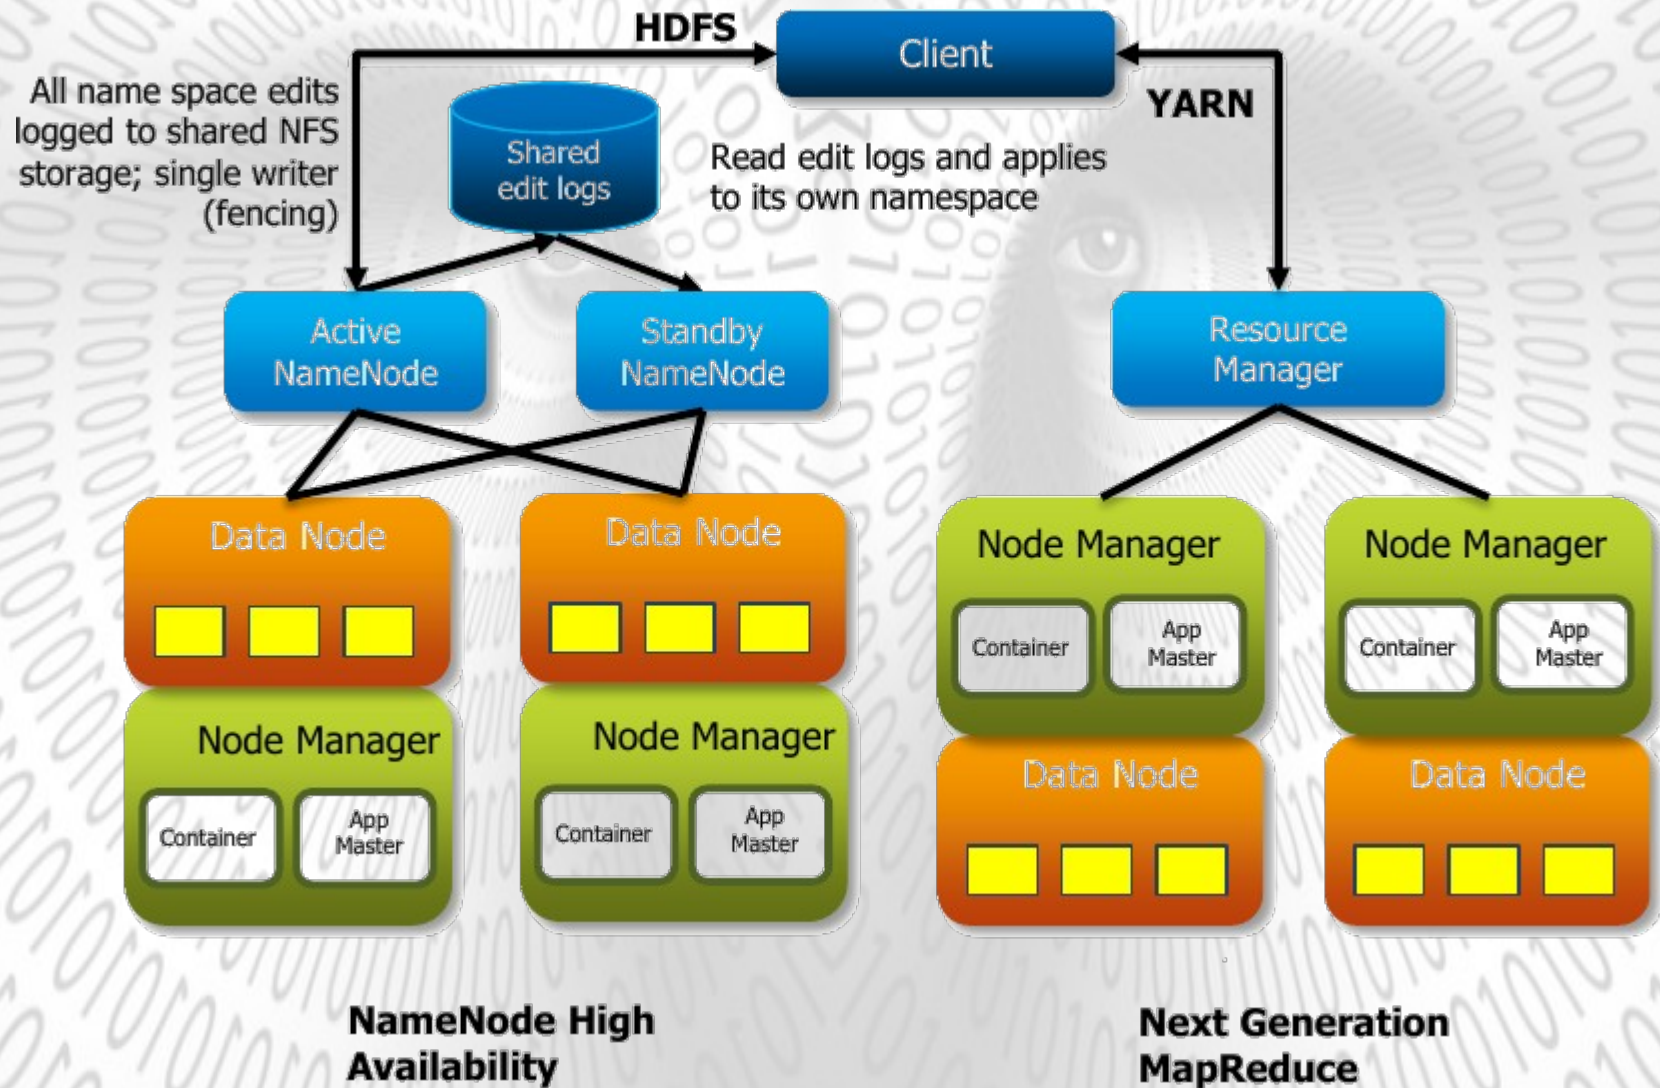 HDFS
Client
YARN
All name space edits
logged to shared NFS
storage; single writer
(fencing)
Shared
edit logs
Read edit logs and applies
to its own namespace
Active
NameNode
Standby
NameNode
Resource
Manager
Data Node
Data Node
Node Manager
Container
App
Master
Node Manager
Container
App
Master
Node Manager
Container
App
Master
Node Manager
Container
App
Master
Data Node
Data Node
NameNode High
Availability
Next Generation
MapReduce